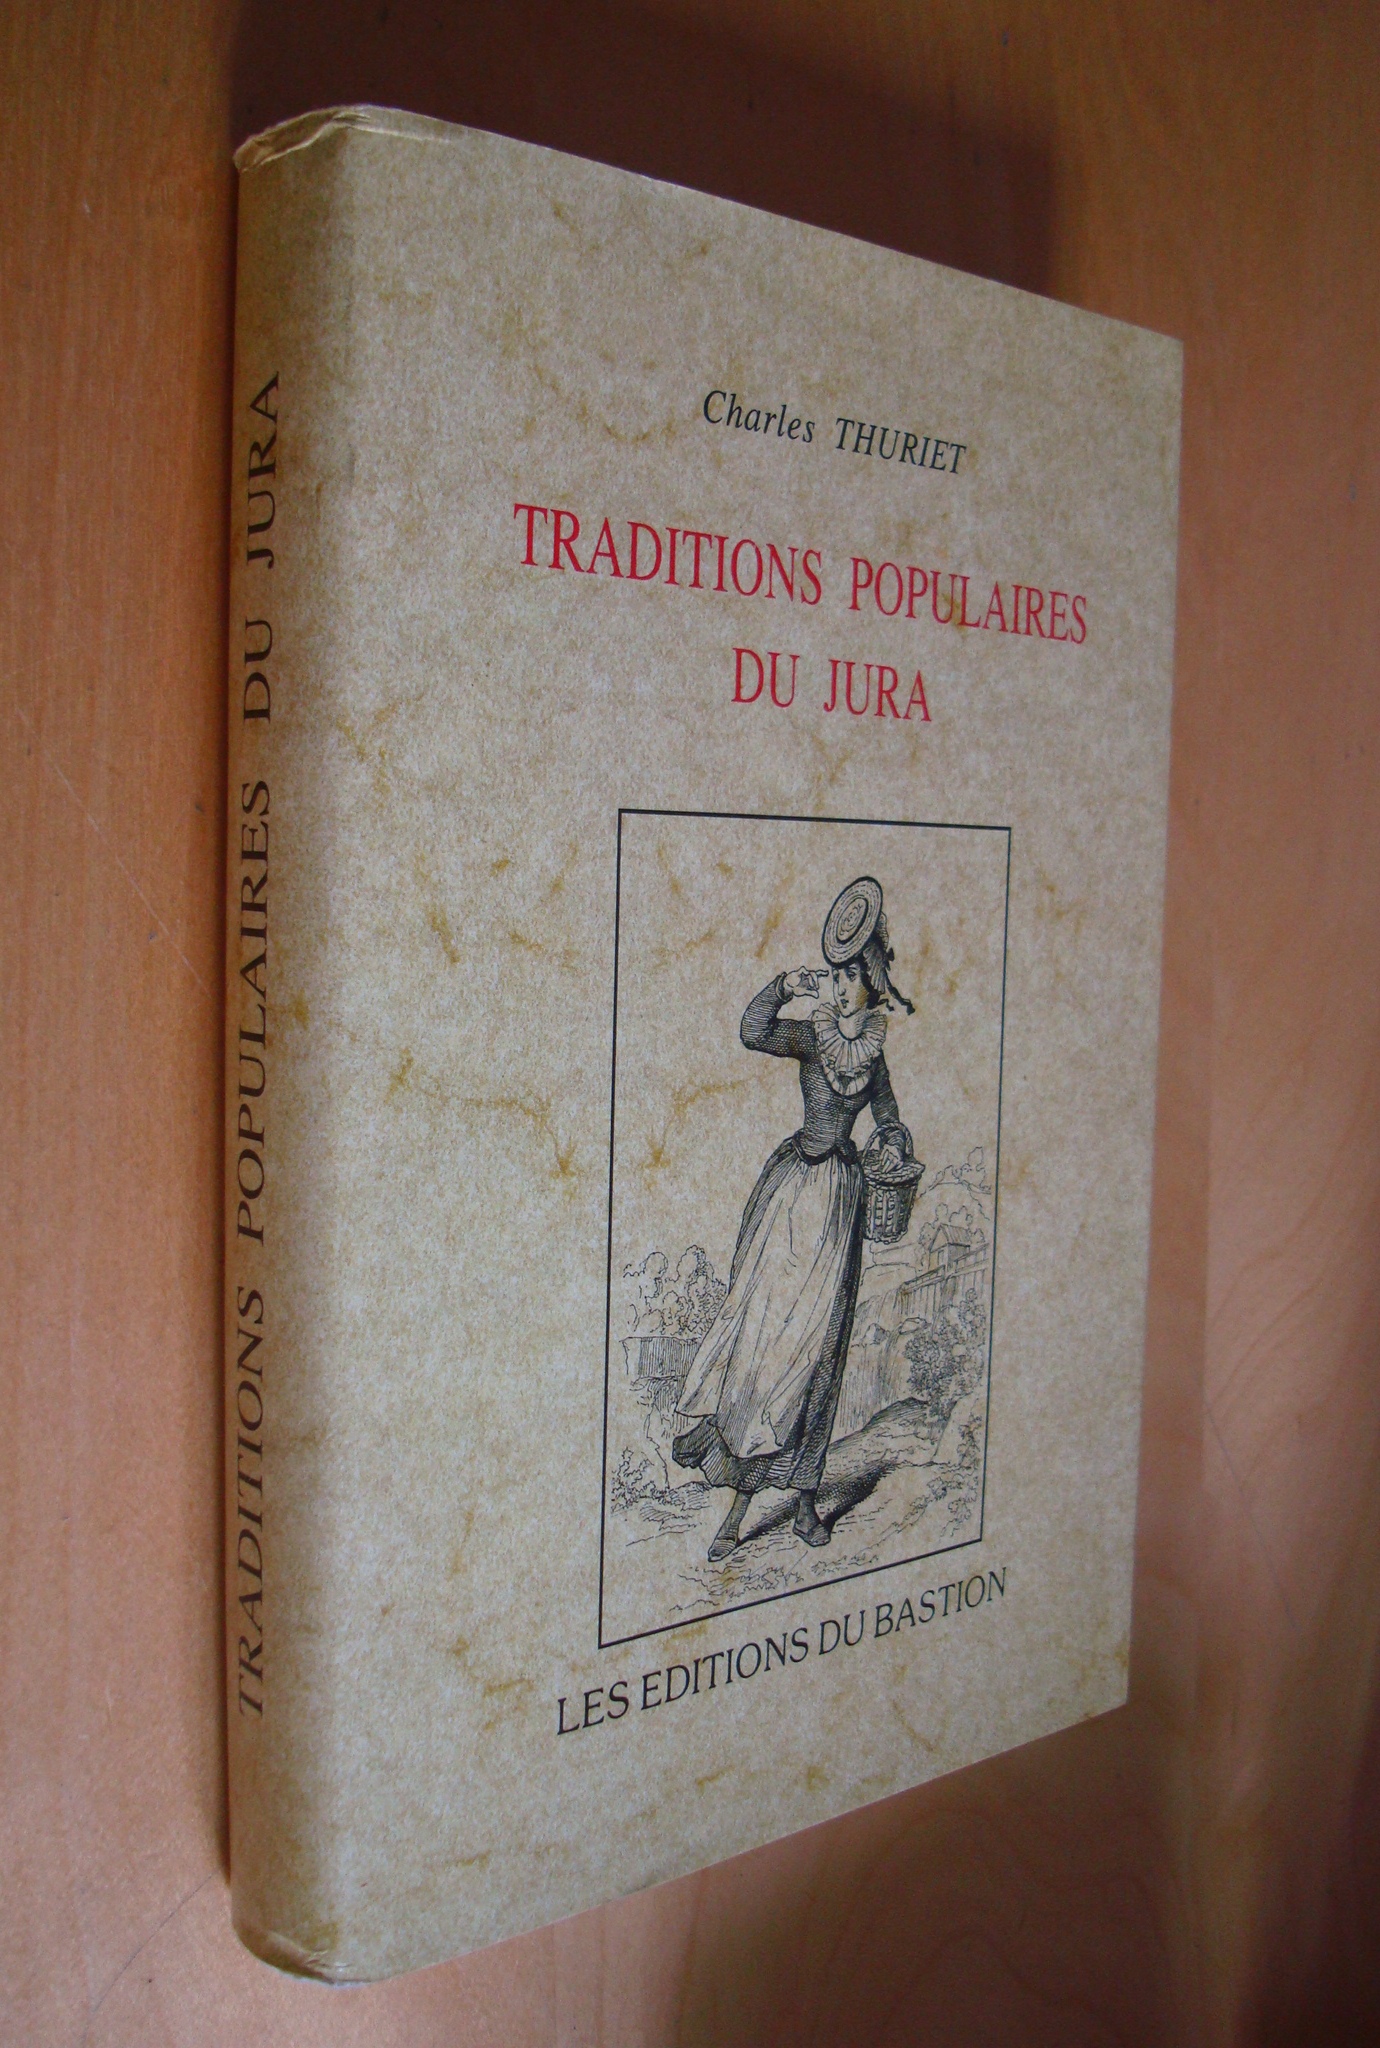 TRADITIONS POPULAIRES DU JURA
Charles THURIET
TRADITIONS POPULAIRES
DU JURA
LES EDITIONS DU BASTION